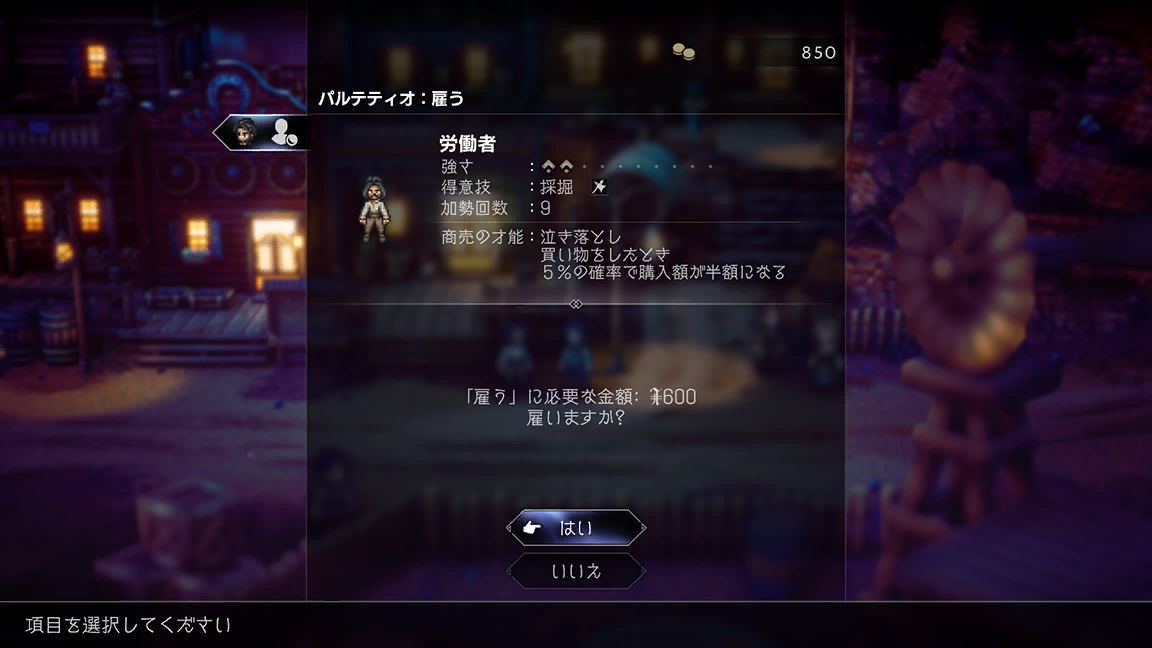 850
パルテティオ：雇う
労働者
強さ ：
得意技 ：採掘
加勢回数 ：9
商売の才能：泣き落とし
買い物をしたとき
５％の確率で購入額が半額になる
「雇う」に必要な金額: 600
雇いますか？
はい
いいえ
項目を選択してください